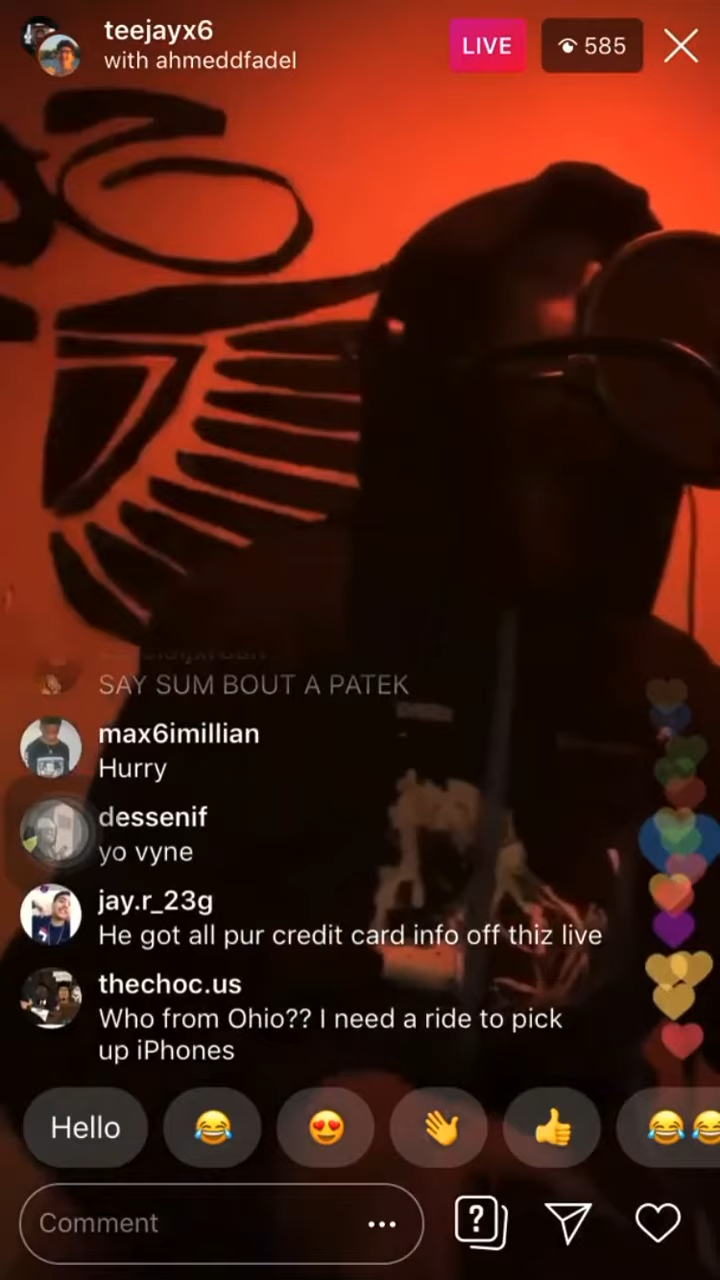 teejayx6
LIVE
585
with ahmeddfadel
SAY SUM BOUT A PATEK
max6imillian
Hurry
dessenif
yo vyne
jay.r_23g
He got all pur credit card info off thiz live
thechoc.us
Who from Ohio?? I need a ride to pick
up iPhones
Hello
Comment